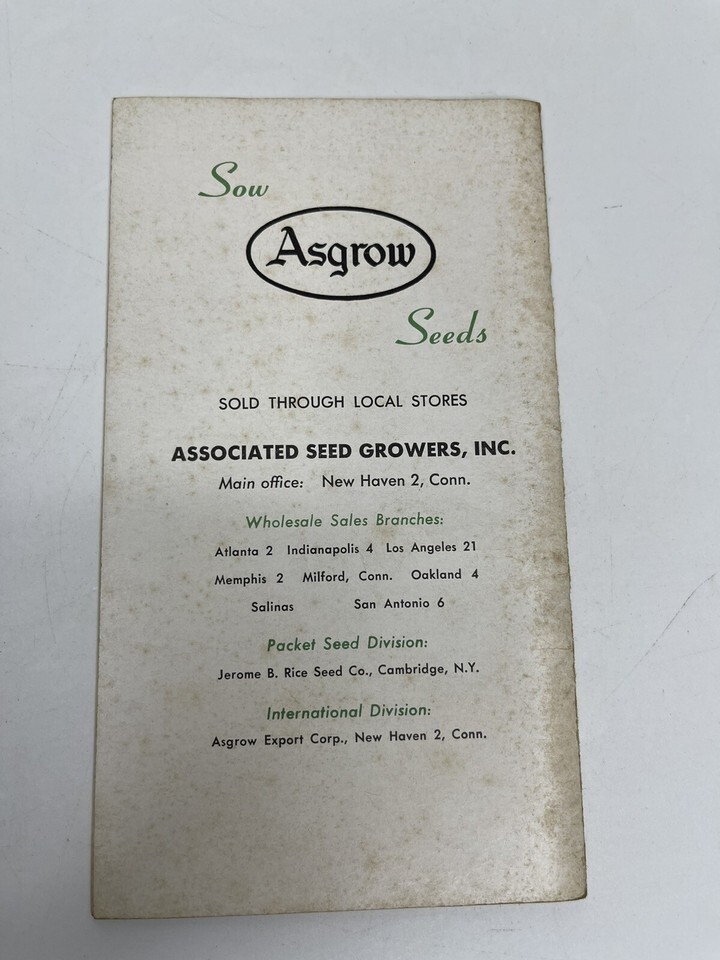 Sow
Asgrow
Seeds
SOLD THROUGH LOCAL STORES
ASSOCIATED SEED GROWERS, INC.
Main office: New Haven 2, Conn.
Wholesale Sales Branches:
Atlanta 2 Indianapolis 4 Los Angeles 21
Memphis 2 Milford, Conn. Oakland 4
Salinas San Antonio 6
Packet Seed Division:
Jerome B. Rice Seed Co., Cambridge, N.Y.
International Division:
Asgrow Export Corp., New Haven 2, Conn.